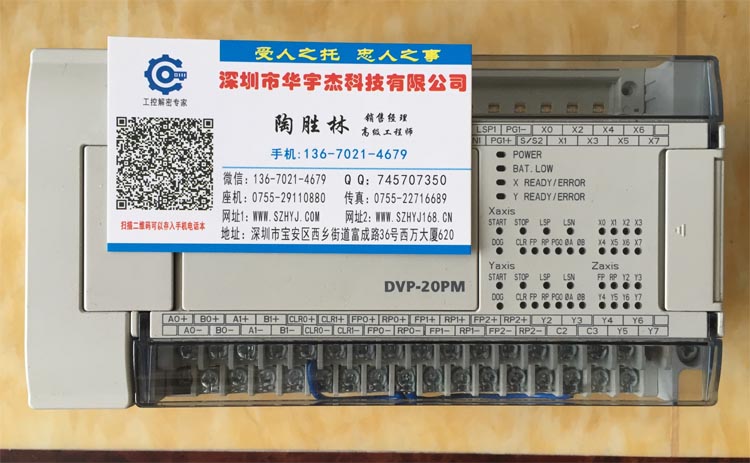 受人之托 忠人之事
深圳市华宇杰科技有限公司
工控解密专家
陶胜林 销售经理
高级工程师
手机:136-7021-4679
微信:136-7021-4679 QQ:745707350
座机:0755-29110880 传真:0755-22716689
网址1:WWW.SZHYJ.COM 网址2:WWW.SZHYJ168.CN
地址:深圳市宝安区西乡街道富成路36号西万大厦620
扫描二维码可以存入手机电话本
LSP1 PG1- X0 X2 X4 X6
N1 PG1+ S/S2 X1 X3 X5 X7
POWER
BAT.LOW
X READY/ERROR
Y READY/ERROR
Xaxis
START STOP LSP LSN X0 X1 X2 X3
DOG CLR FP RP PG0 ØA ØB X4 X5 X6 X7
Yaxis Zaxis
START STOP LSP LSN Y0 Y1 Y2 Y3
DOG CLR FP RP PG0 ØA ØB Y4 Y5 Y6 Y7
DVP-20PM
A0+ B0+ A1+ B1+ CLR0+ CLR1+ FP0+ RP0+ FP1+ RP1+ FP2+ RP2+ Y2 Y3 Y4 Y6
A0- B0- A1- B1- CLR0- CLR1- FP0- RP0- FP1- RP1- FP2- RP2- C2 C3 Y5 Y7